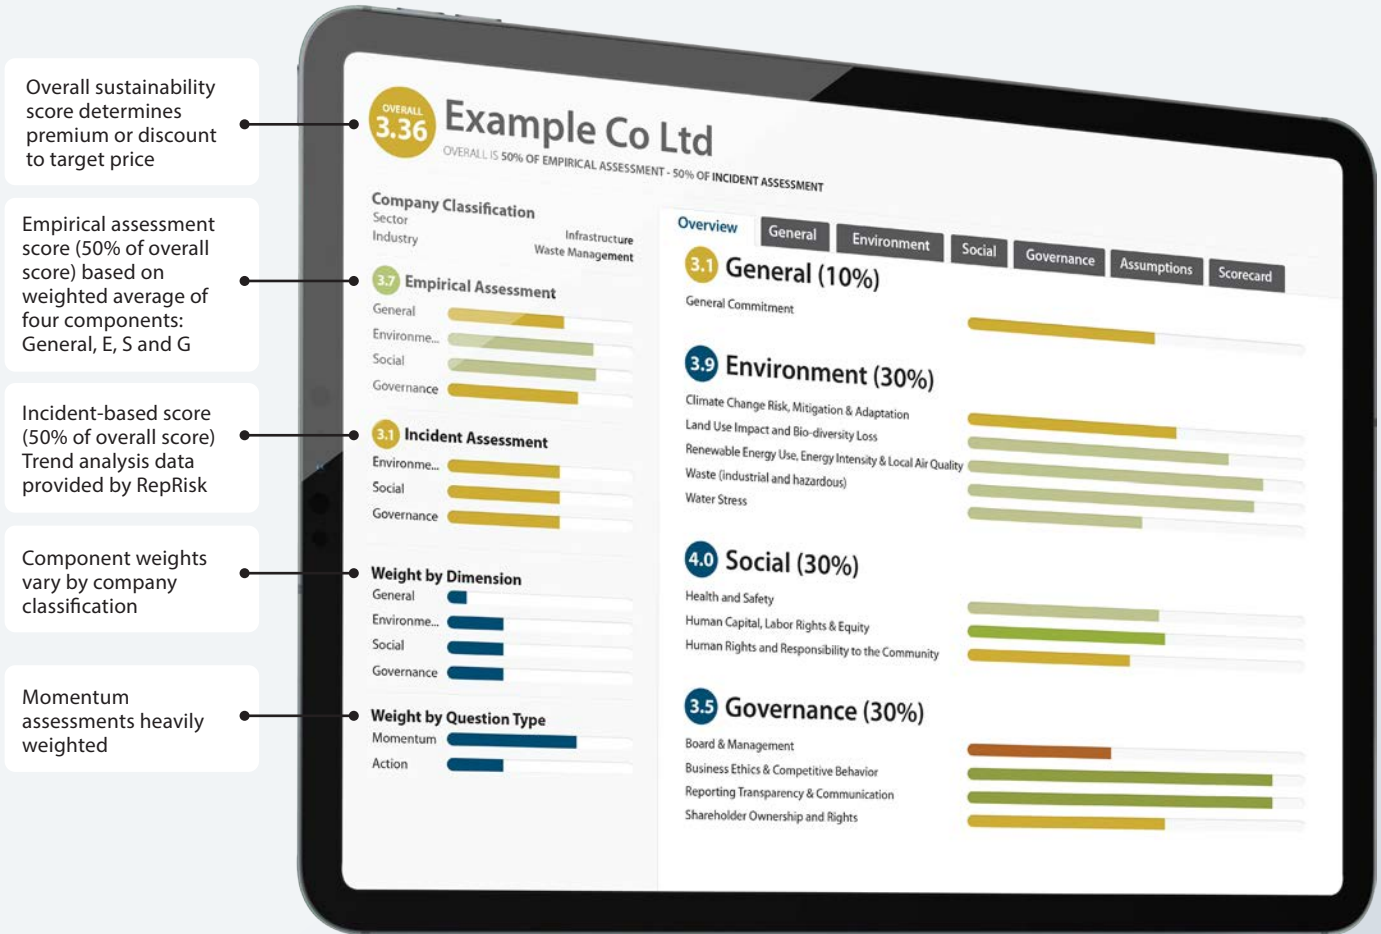 Overall sustainability
score determines
premium or discount
to target price
Empirical assessment
score (50% of overall
score) based on
weighted average of
four components:
General, E, S and G
Incident-based score
(50% of overall score)
Trend analysis data
provided by RepRisk
Component weights
vary by company
classification
Momentum
assessments heavily
weighted
OVERALL
3.36
Example Co Ltd
OVERALL IS 50% OF EMPIRICAL ASSESSMENT - 50% OF INCIDENT ASSESSMENT
Company Classification
Sector Infrastructure
Industry Waste Management
3.7 Empirical Assessment
General
Environme...
Social
Governance
3.1 Incident Assessment
Environme...
Social
Governance
Weight by Dimension
General
Environme...
Social
Governance
Weight by Question Type
Momentum
Action
Overview General Environment Social Governance Assumptions Scorecard
3.1 General (10%)
General Commitment
3.9 Environment (30%)
Climate Change Risk, Mitigation & Adaptation
Land Use Impact and Bio-diversity Loss
Renewable Energy Use, Energy Intensity & Local Air Quality
Waste (industrial and hazardous)
Water Stress
4.0 Social (30%)
Health and Safety
Human Capital, Labor Rights & Equity
Human Rights and Responsibility to the Community
3.5 Governance (30%)
Board & Management
Business Ethics & Competitive Behavior
Reporting Transparency & Communication
Shareholder Ownership and Rights